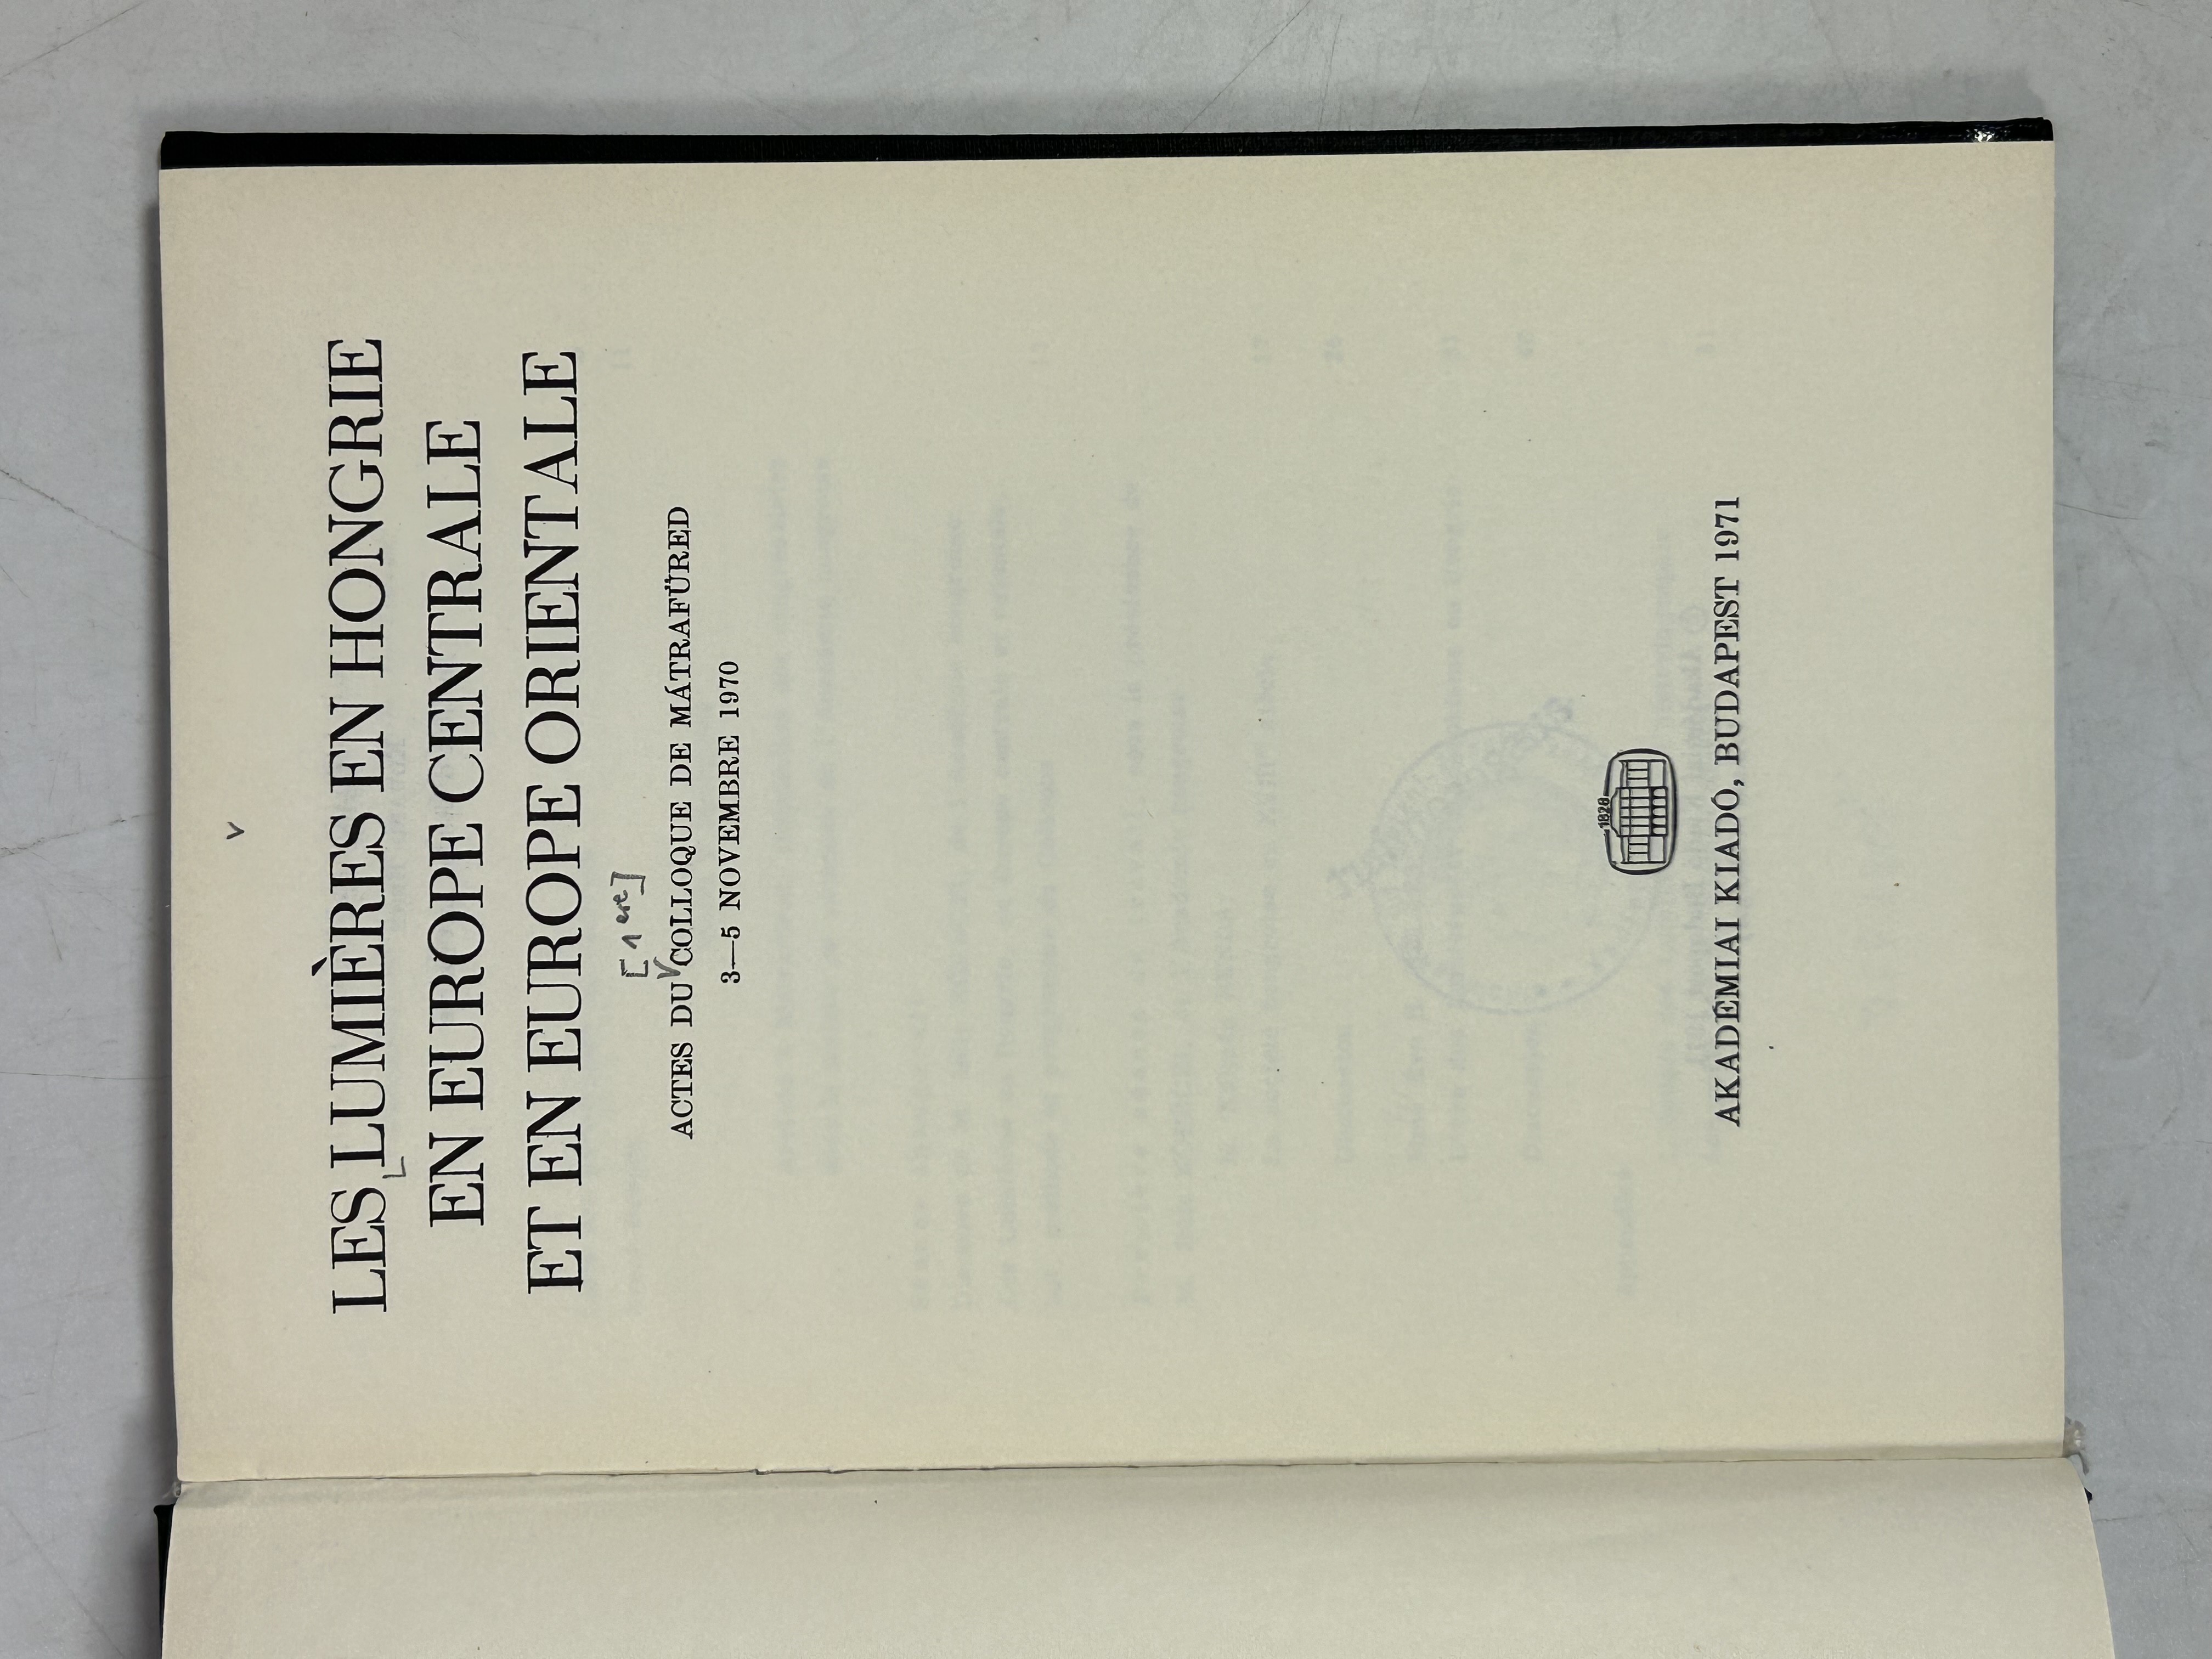 LES LUMIÈRES EN HONGRIE
EN EUROPE CENTRALE
ET EN EUROPE ORIENTALE
[1ere]
ACTES DU COLLOQUE DE MÁTRAFÜRED
3—5 NOVEMBRE 1970
1828
AKADÉMIAI KIADÓ, BUDAPEST 1971